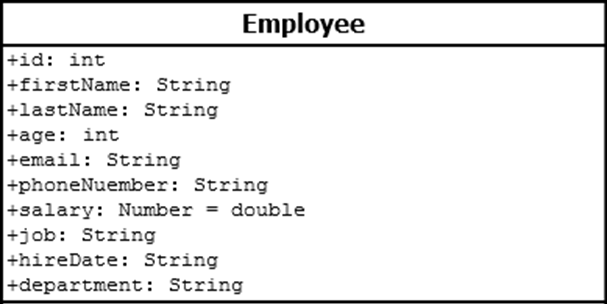 Employee
+id: int
+firstName: String
+lastName: String
+age: int
+email: String
+phoneNuember: String
+salary: Number = double
+job: String
+hireDate: String
+department: String